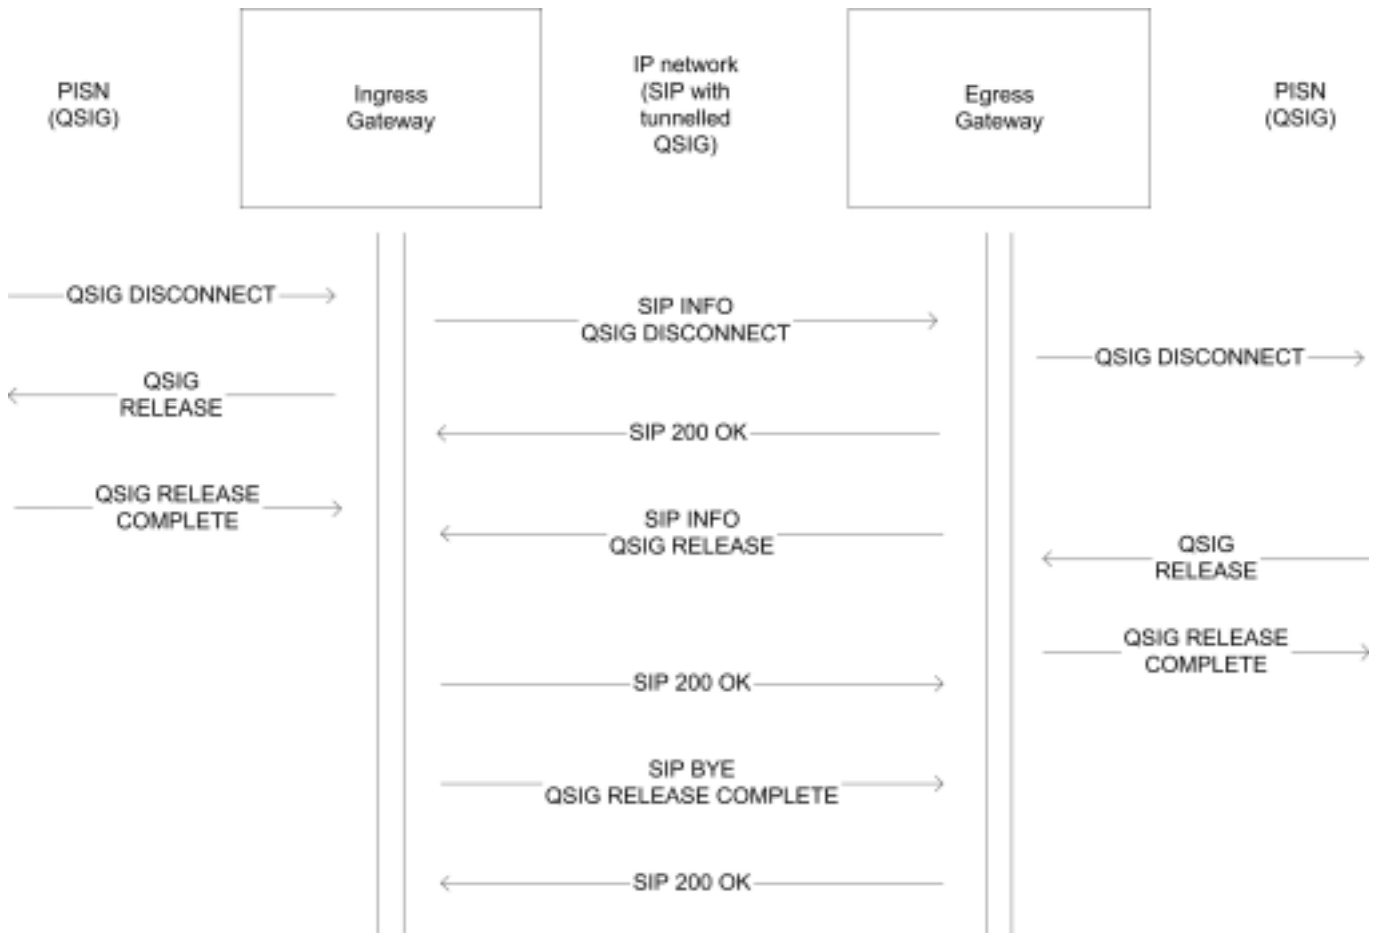 PISN
(QSIG)
Ingress
Gateway
IP network
(SIP with
tunnelled
QSIG)
Egress
Gateway
PISN
(QSIG)
QSIG DISCONNECT
SIP INFO
QSIG DISCONNECT
QSIG DISCONNECT
QSIG
RELEASE
SIP 200 OK
QSIG RELEASE
COMPLETE
SIP INFO
QSIG RELEASE
QSIG
RELEASE
QSIG RELEASE
COMPLETE
SIP 200 OK
SIP BYE
QSIG RELEASE COMPLETE
SIP 200 OK